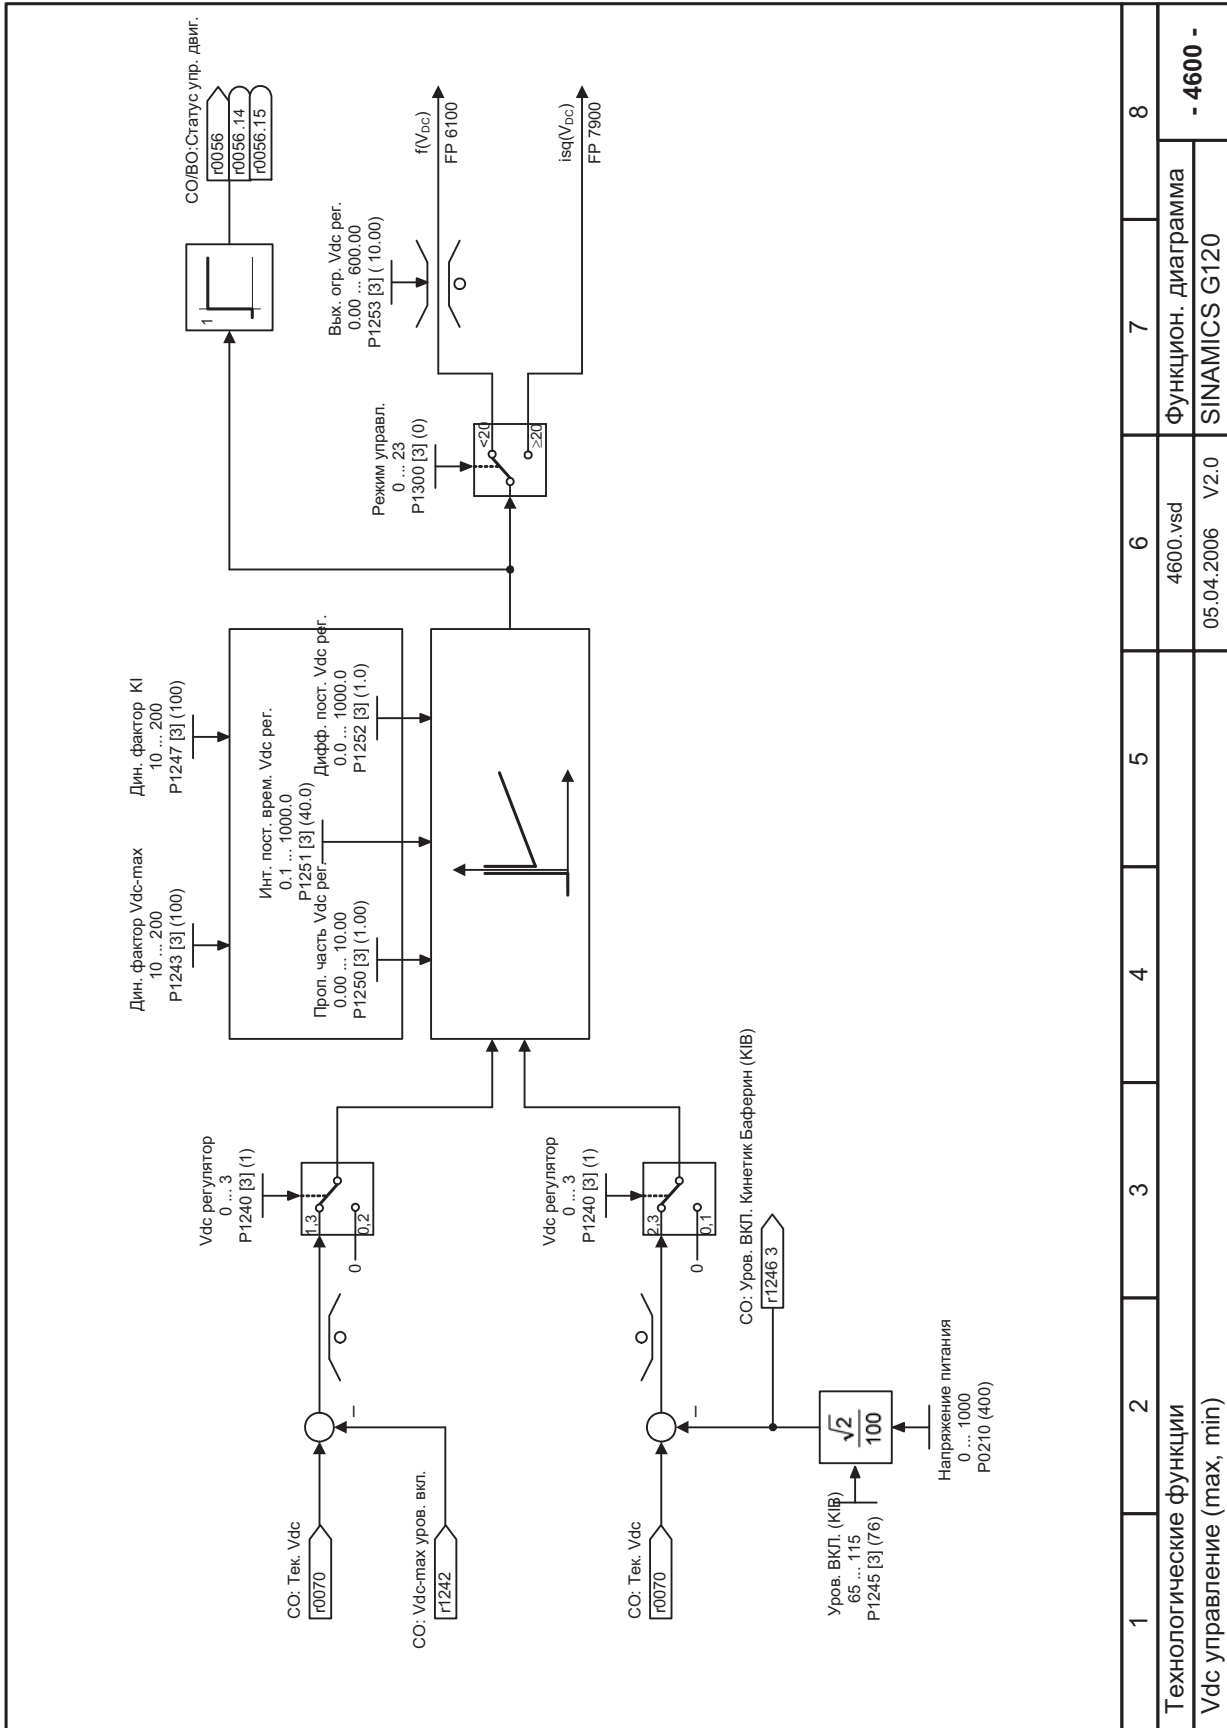 CO: Тек. Vdc
r0070
CO: Vdc-max уров. вкл.
r1242
–
Vdc регулятор
0 ... 3
P1240 [3] (1)
1,3
0
0,2
CO: Тек. Vdc
r0070
–
Vdc регулятор
0 ... 3
P1240 [3] (1)
2,3
0
0,1
CO: Уров. ВКЛ. Кинетик Баферин (KIB)
r1246 3
Уров. ВКЛ. (KIB)
65 ... 115
P1245 [3] (76)
√2
100
Напряжение питания
0 ... 1000
P0210 (400)
Дин. фактор Vdc-max
10 ... 200
P1243 [3] (100)
Дин. фактор KI
10 ... 200
P1247 [3] (100)
Проп. часть Vdc рег.
0.00 ... 10.00
P1250 [3] (1.00)
Инт. пост. врем. Vdc рег.
0.1 ... 1000.0
P1251 [3] (40.0)
Дифф. пост. Vdc рег.
0.0 ... 1000.0
P1252 [3] (1.0)
1
CO/BO:Статус упр. двиг.
r0056
r0056.14
r0056.15
Режим управл.
0 ... 23
P1300 [3] (0)
<20
≥20
Вых. огр. Vdc рег.
0.00 ... 600.00
P1253 [3] ( 10.00)
f(VDC)
FP 6100
isq(VDC)
FP 7900
1 2 3 4 5 6 7 8
Технологические функции
4600.vsd
Функцион. диаграмма
- 4600 -
Vdc управление (max, min)
05.04.2006 V2.0
SINAMICS G120